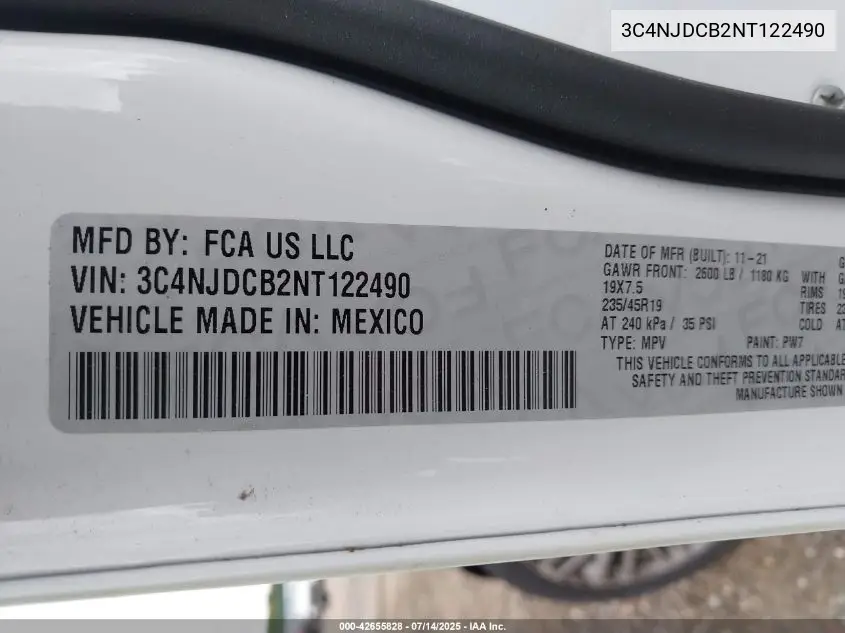 3C4NJDCB2NT122490
MFD BY: FCA US LLC
VIN: 3C4NJDCB2NT122490
VEHICLE MADE IN: MEXICO
DATE OF MFR (BUILT): 11-21
GAWR FRONT: 2600 LB / 1180 KG WITH
19X7.5 RIMS
235/45R19 TIRES
AT 240 kPa / 35 PSI COLD
TYPE: MPV PAINT: PW7
THIS VEHICLE CONFORMS TO ALL APPLICABLE
SAFETY AND THEFT PREVENTION STANDAR
MANUFACTURE SHOWN
000-42655828 - 07/14/2025 - IAA Inc.